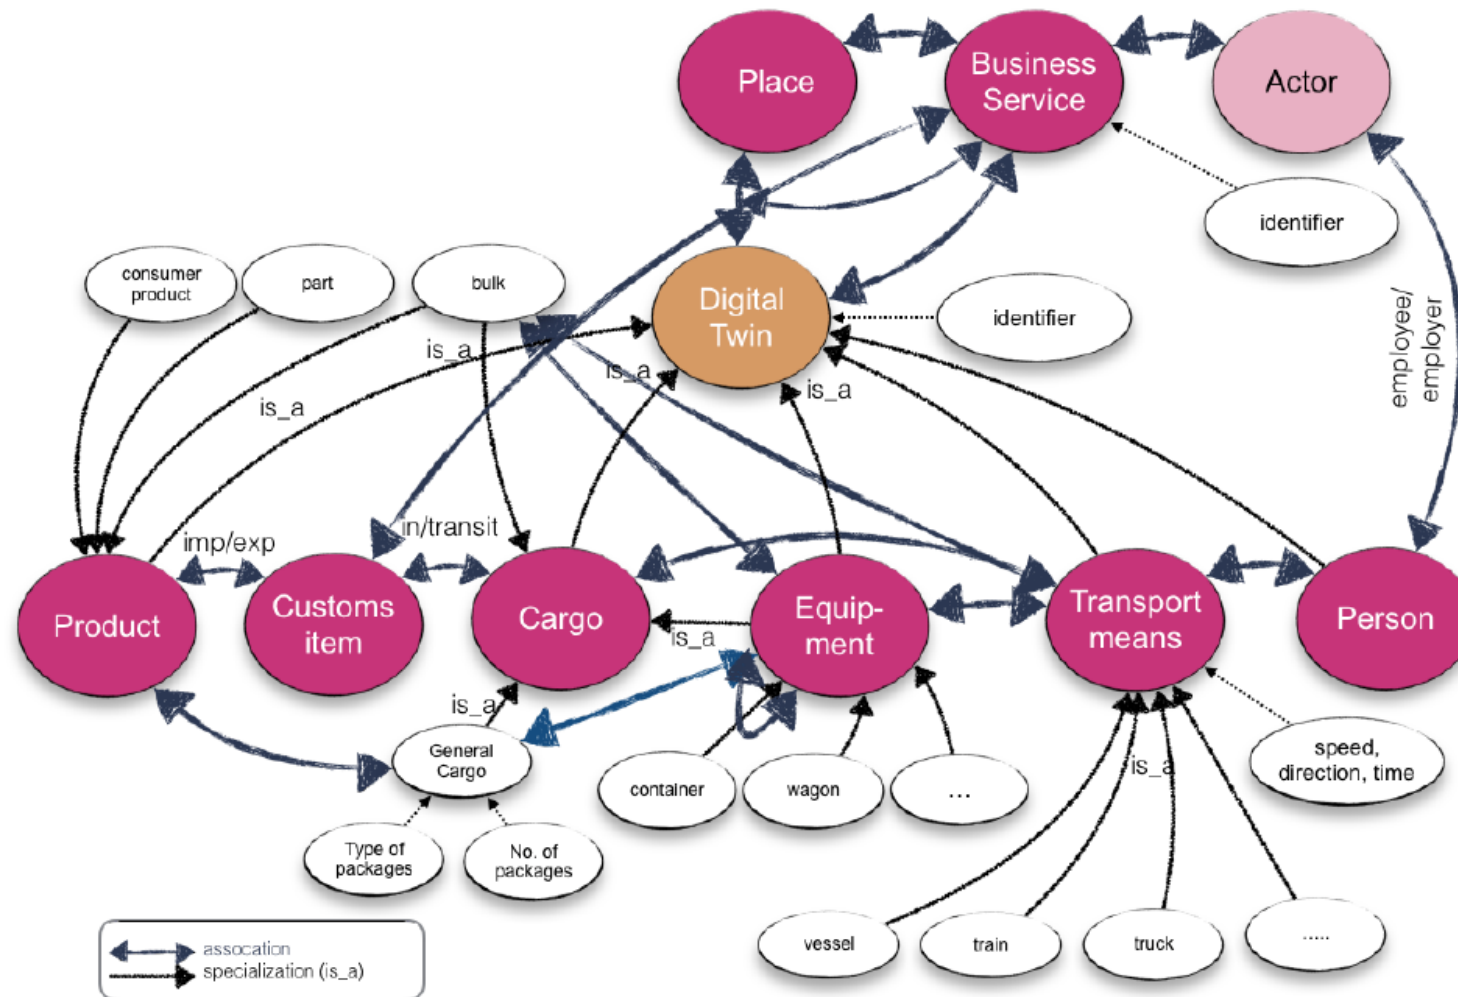 Place
Business
Service
Actor
identifier
consumer
product
part
bulk
Digital
Twin
identifier
employee/
employer
is_a
is_a
is_a
is_a
imp/exp
in/transit
Product
Customs
item
Cargo
Equip-
ment
Transport
means
Person
is_a
is_a
General
Cargo
container
wagon
...
is_a
speed,
direction, time
Type of
packages
No. of
packages
vessel
train
truck
.....
assocation
specialization (is_a)